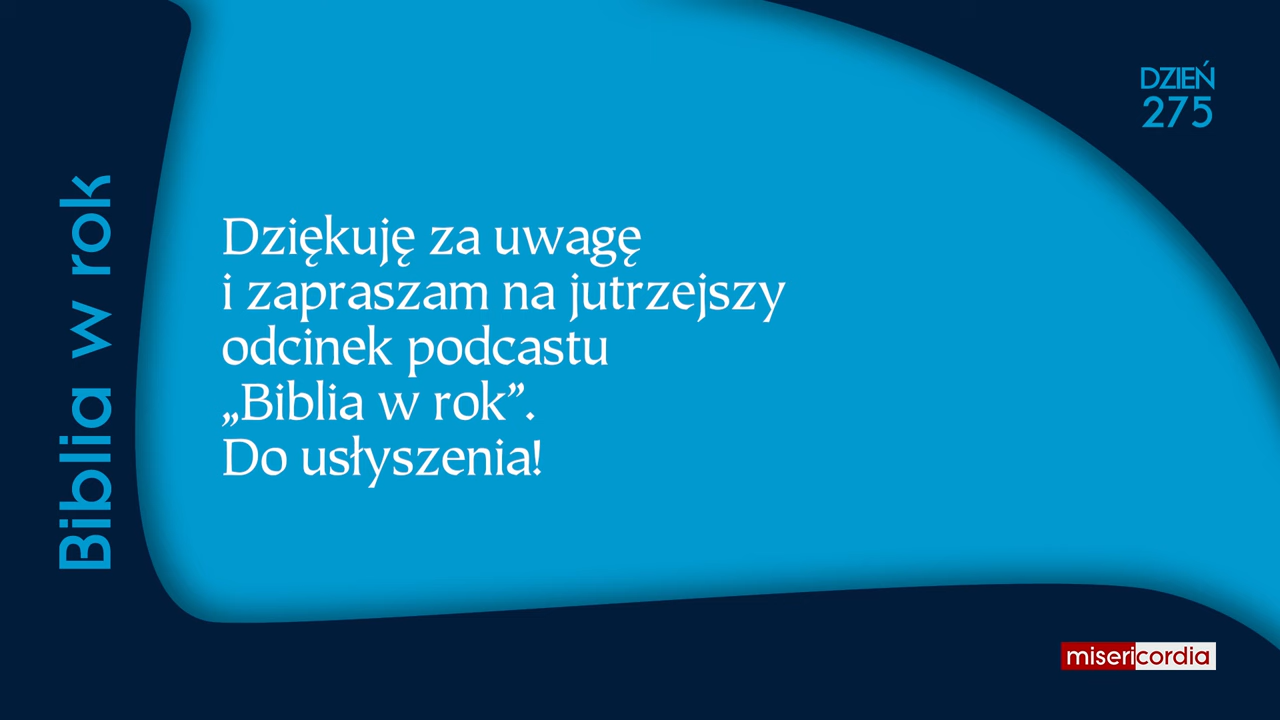 DZIEŃ
275
Biblia w rok
Dziękuję za uwagę
i zapraszam na jutrzejszy
odcinek podcastu
„Biblia w rok”.
Do usłyszenia!
misericordia